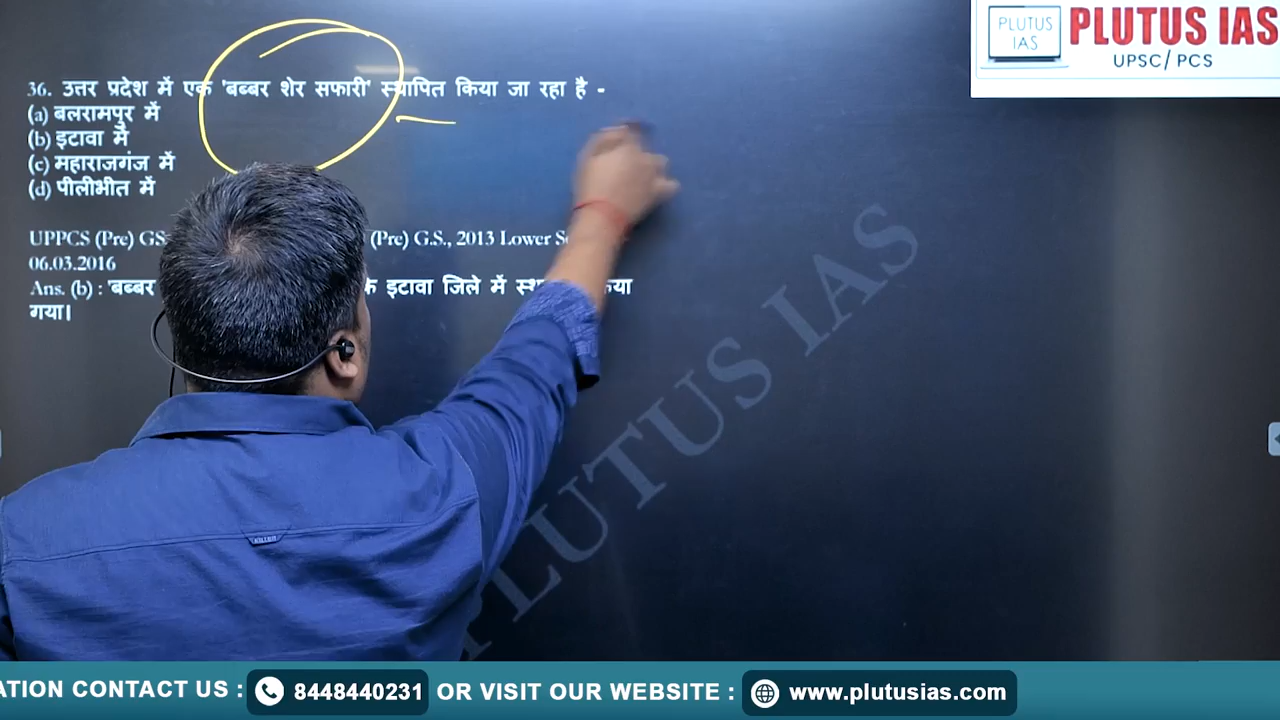 PLUTUS
IAS
PLUTUS IAS
UPSC/ PCS
36. उत्तर प्रदेश में एक 'बब्बर शेर सफारी' स्थापित किया जा रहा है -
(a) बलरामपुर में
(b) इटावा में
(c) महाराजगंज में
(d) पीलीभीत में
UPPCS (Pre) GS (Pre) G.S., 2013 Lower
06.03.2016
Ans. (b) : 'बब्बर के इटावा जिले में किया
गया।
PLUTUS IAS
KILLER
CONTACT US : 8448440231 OR VISIT OUR WEBSITE : www.plutusias.com